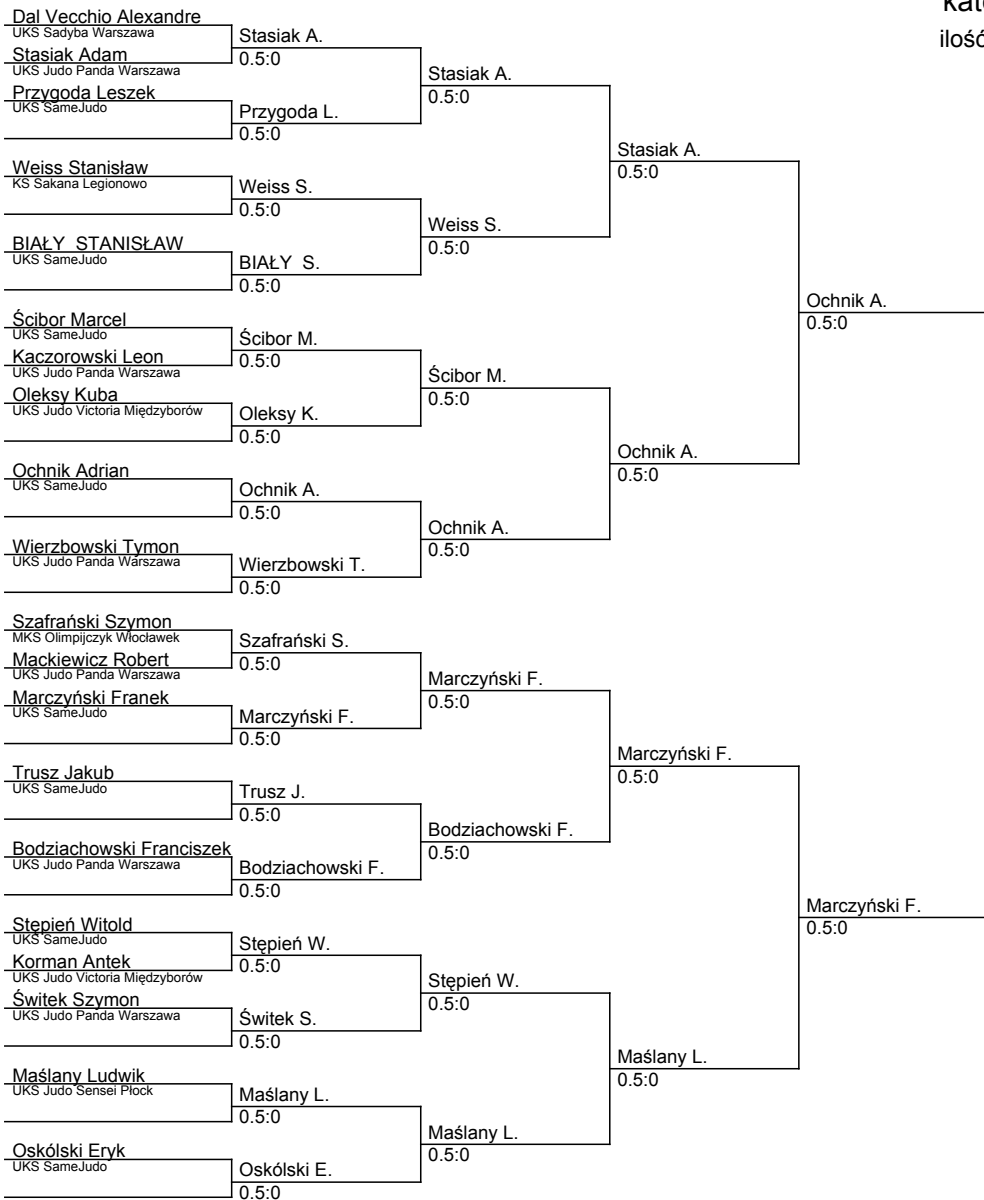 kate
ilość
Dal Vecchio Alexandre
UKS Sadyba Warszawa
Stasiak Adam
UKS Judo Panda Warszawa
Przygoda Leszek
UKS SameJudo
Weiss Stanisław
KS Sakana Legionowo
BIAŁY STANISŁAW
UKS SameJudo
Ścibor Marcel
UKS SameJudo
Kaczorowski Leon
UKS Judo Panda Warszawa
Oleksy Kuba
UKS Judo Victoria Międzyborów
Ochnik Adrian
UKS SameJudo
Wierzbowski Tymon
UKS Judo Panda Warszawa
Szafrański Szymon
MKS Olimpijczyk Włocławek
Mackiewicz Robert
UKS Judo Panda Warszawa
Marczyński Franek
UKS SameJudo
Trusz Jakub
UKS SameJudo
Bodziachowski Franciszek
UKS Judo Panda Warszawa
Stępień Witold
UKS SameJudo
Korman Antek
UKS Judo Victoria Międzyborów
Świtek Szymon
UKS Judo Panda Warszawa
Maślany Ludwik
UKS Judo Sensei Płock
Oskólski Eryk
UKS SameJudo
Stasiak A.
0.5:0
Przygoda L.
0.5:0
Weiss S.
0.5:0
BIAŁY S.
0.5:0
Ścibor M.
0.5:0
Oleksy K.
0.5:0
Ochnik A.
0.5:0
Wierzbowski T.
0.5:0
Szafrański S.
0.5:0
Marczyński F.
0.5:0
Trusz J.
0.5:0
Bodziachowski F.
0.5:0
Stępień W.
0.5:0
Świtek S.
0.5:0
Maślany L.
0.5:0
Oskólski E.
0.5:0
Stasiak A.
0.5:0
Weiss S.
0.5:0
Ścibor M.
0.5:0
Ochnik A.
0.5:0
Marczyński F.
0.5:0
Bodziachowski F.
0.5:0
Stępień W.
0.5:0
Maślany L.
0.5:0
Stasiak A.
0.5:0
Ochnik A.
0.5:0
Marczyński F.
0.5:0
Maślany L.
0.5:0
Ochnik A.
0.5:0
Marczyński F.
0.5:0